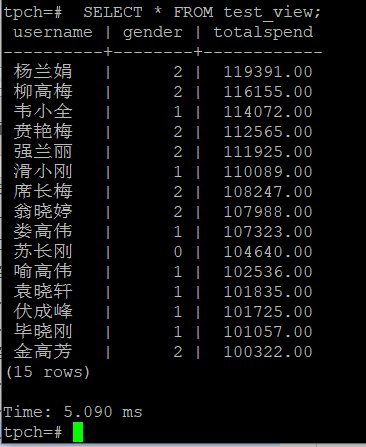 tpch=#  SELECT * FROM test_view;
 username | gender | totalspend
----------+--------+------------
 杨兰娟   |      2 |  119391.00
 柳高梅   |      2 |  116155.00
 韦小全   |      1 |  114072.00
 贲艳梅   |      2 |  112565.00
 强兰丽   |      2 |  111925.00
 滑小刚   |      1 |  110089.00
 席长梅   |      2 |  108247.00
 翁晓婷   |      2 |  107988.00
 娄高伟   |      1 |  107323.00
 苏长刚   |      0 |  104640.00
 喻高伟   |      1 |  102536.00
 袁晓轩   |      1 |  101835.00
 伏成峰   |      1 |  101725.00
 毕晓刚   |      1 |  101057.00
 金高芳   |      2 |  100322.00
(15 rows)

Time: 5.090 ms
tpch=#